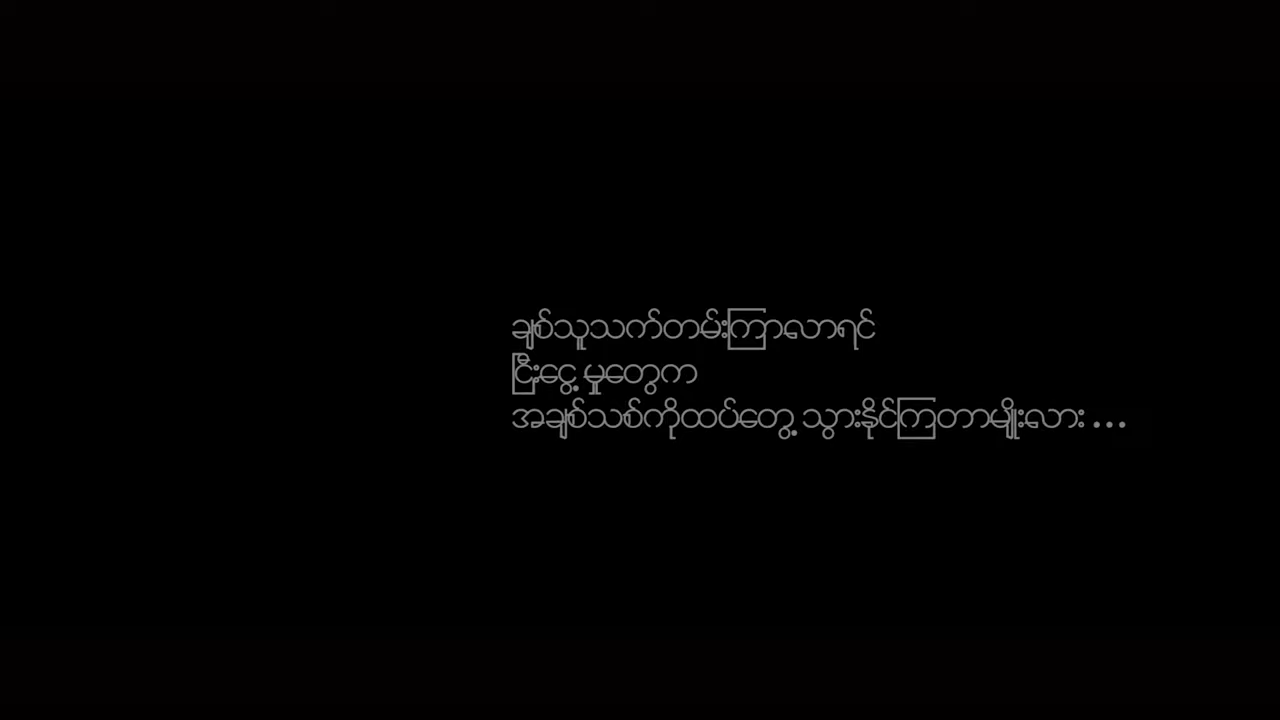 ချစ်သူသက်တမ်းကြာလာရင်
ငြီးငွေ့မှုတွေက
အချစ်သစ်ကိုထပ်တွေ့သွားနိုင်ကြတာမျိုးလား ...